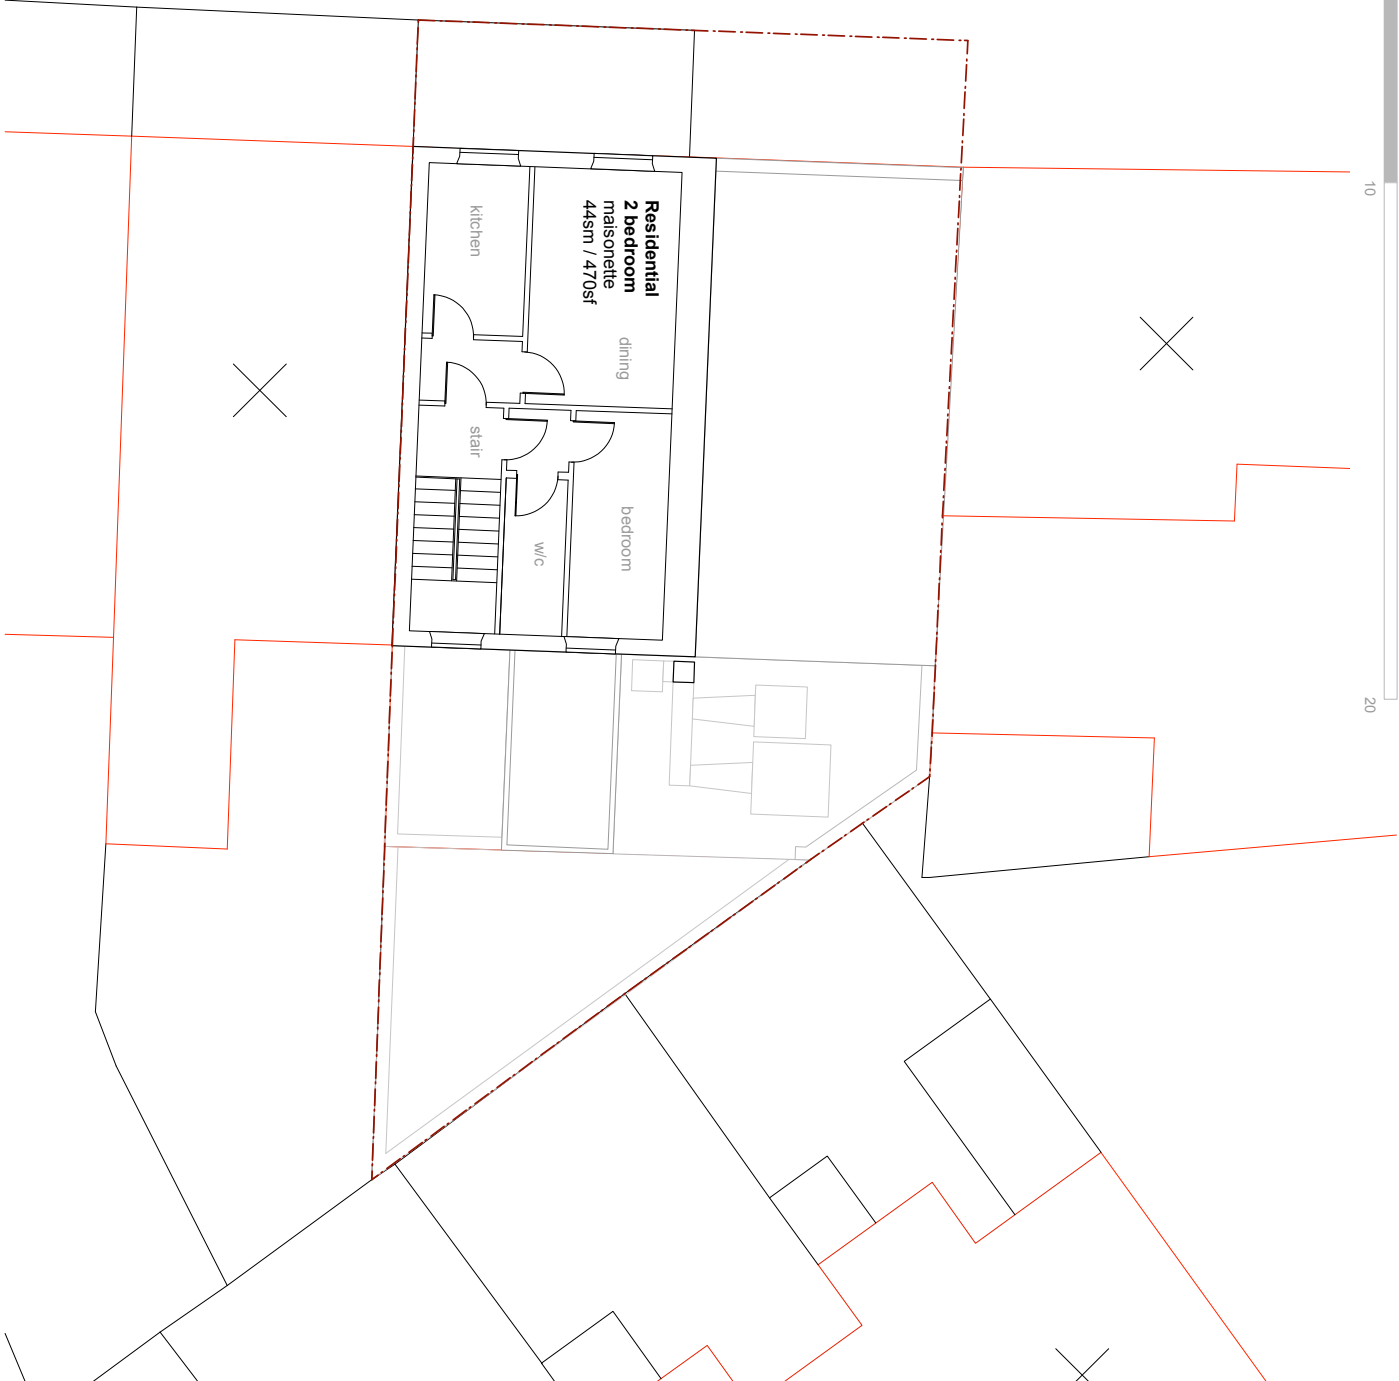 Residential
2 bedroom
maisonette
44sm / 470sf
kitchen
dining
stair
bedroom
w/c
10
20